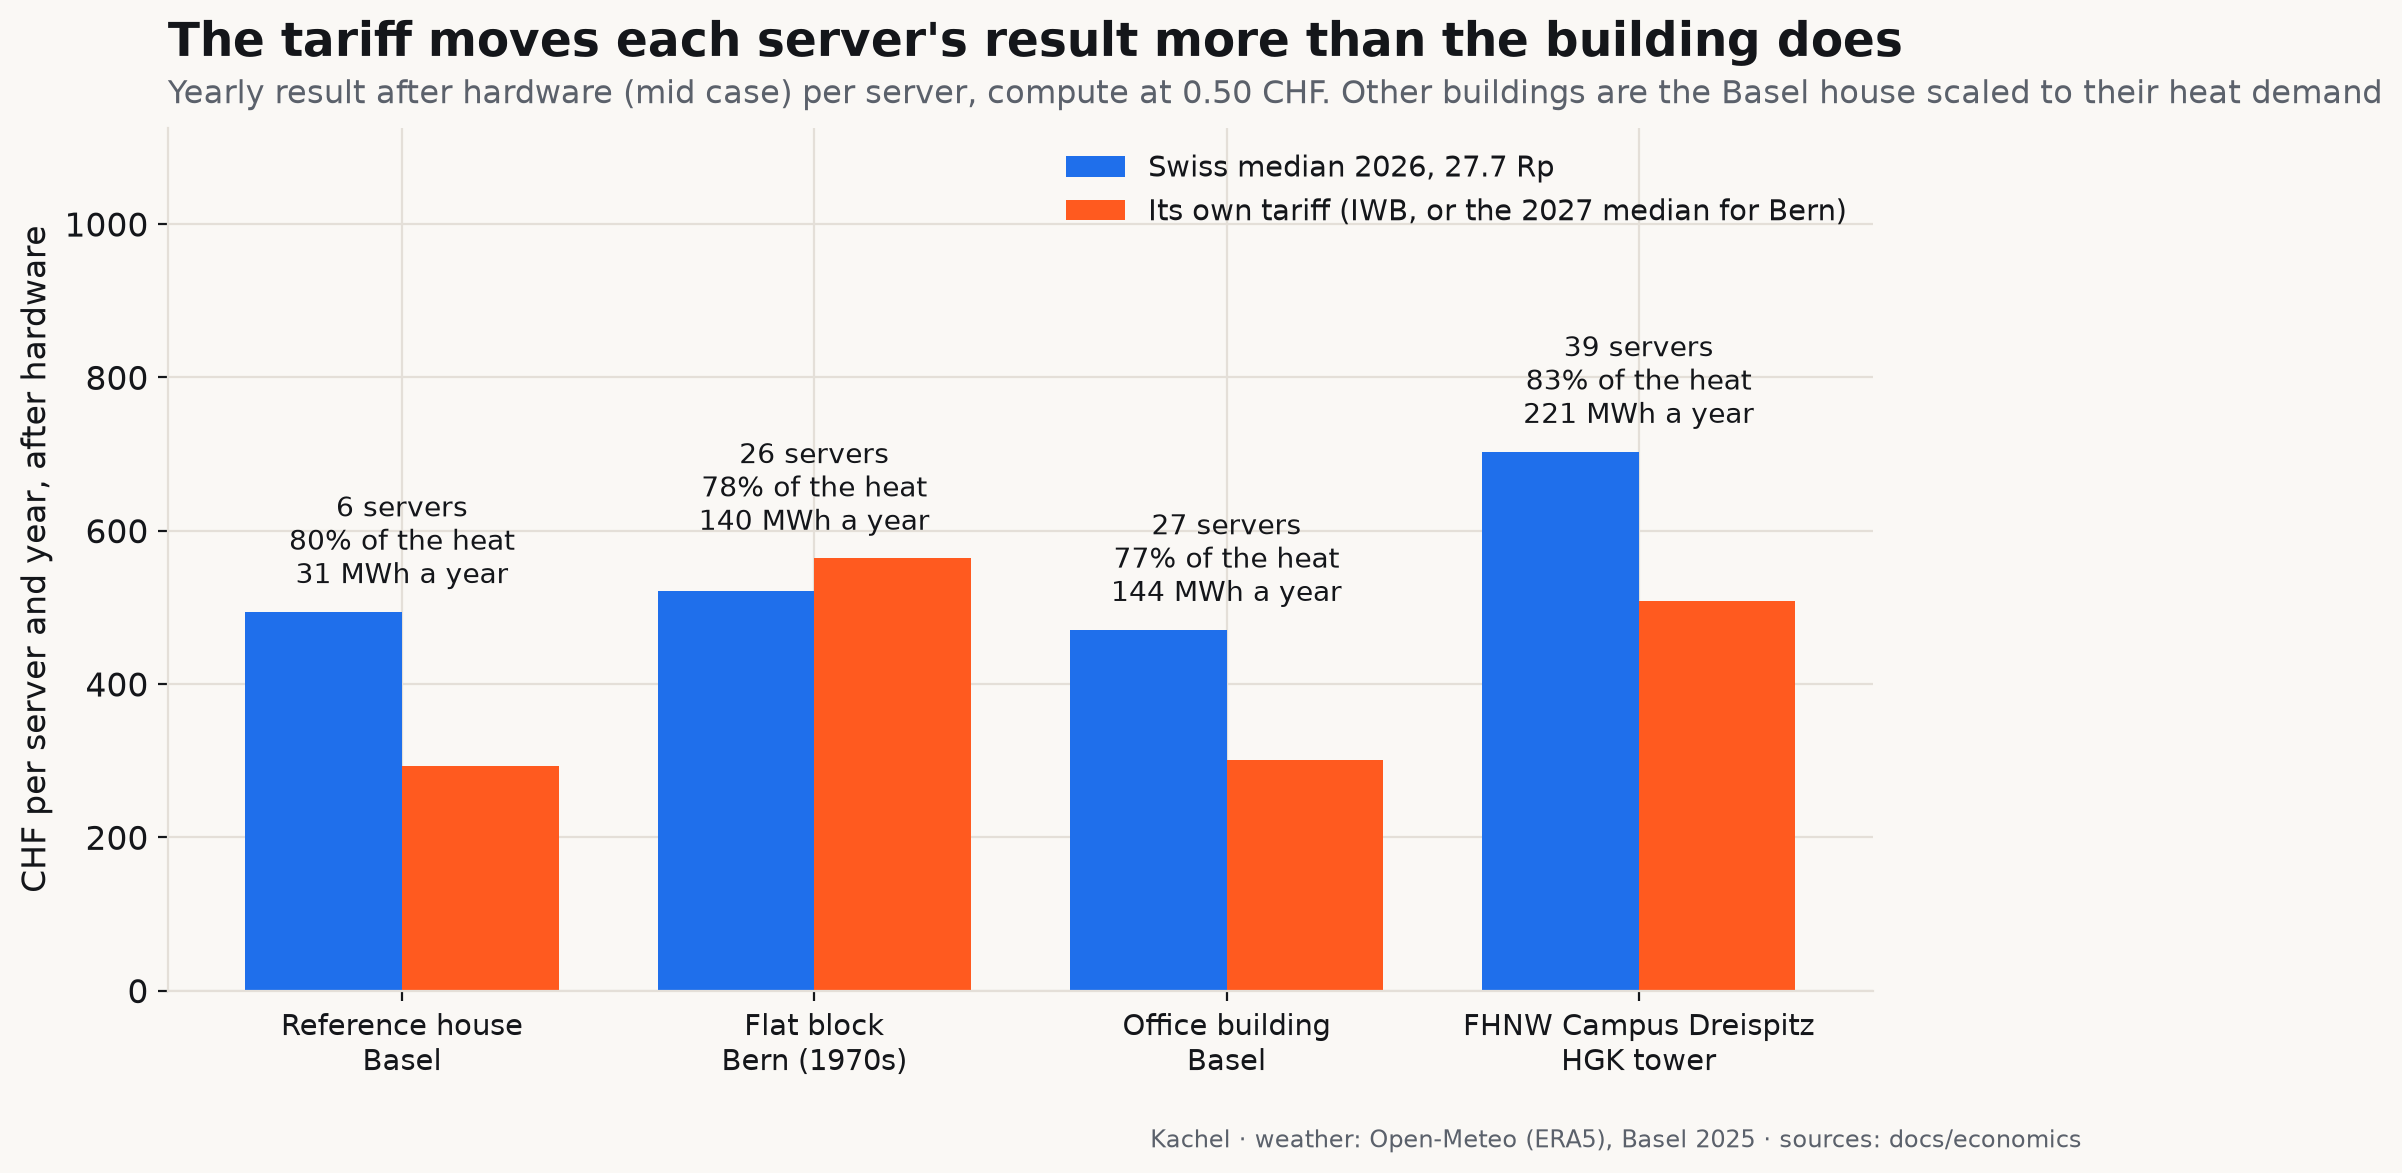 The tariff moves each server's result more than the building does
Yearly result after hardware (mid case) per server, compute at 0.50 CHF. Other buildings are the Basel house scaled to their heat demand
Swiss median 2026, 27.7 Rp
Its own tariff (IWB, or the 2027 median for Bern)
CHF per server and year, after hardware
1000
800
600
400
200
0
6 servers
80% of the heat
31 MWh a year
26 servers
78% of the heat
140 MWh a year
27 servers
77% of the heat
144 MWh a year
39 servers
83% of the heat
221 MWh a year
Reference house
Basel
Flat block
Bern (1970s)
Office building
Basel
FHNW Campus Dreispitz
HGK tower
Kachel · weather: Open-Meteo (ERA5), Basel 2025 · sources: docs/economics